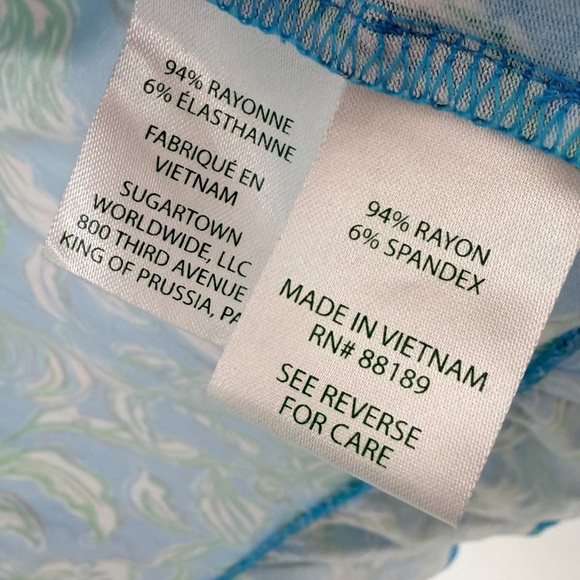 94% RAYONNE
6% ÉLASTHANNE
FABRIQUÉ EN
VIETNAM
SUGARTOWN
WORLDWIDE, LLC
800 THIRD AVENUE
KING OF PRUSSIA, PA
94% RAYON
6% SPANDEX
MADE IN VIETNAM
RN# 88189
SEE REVERSE
FOR CARE